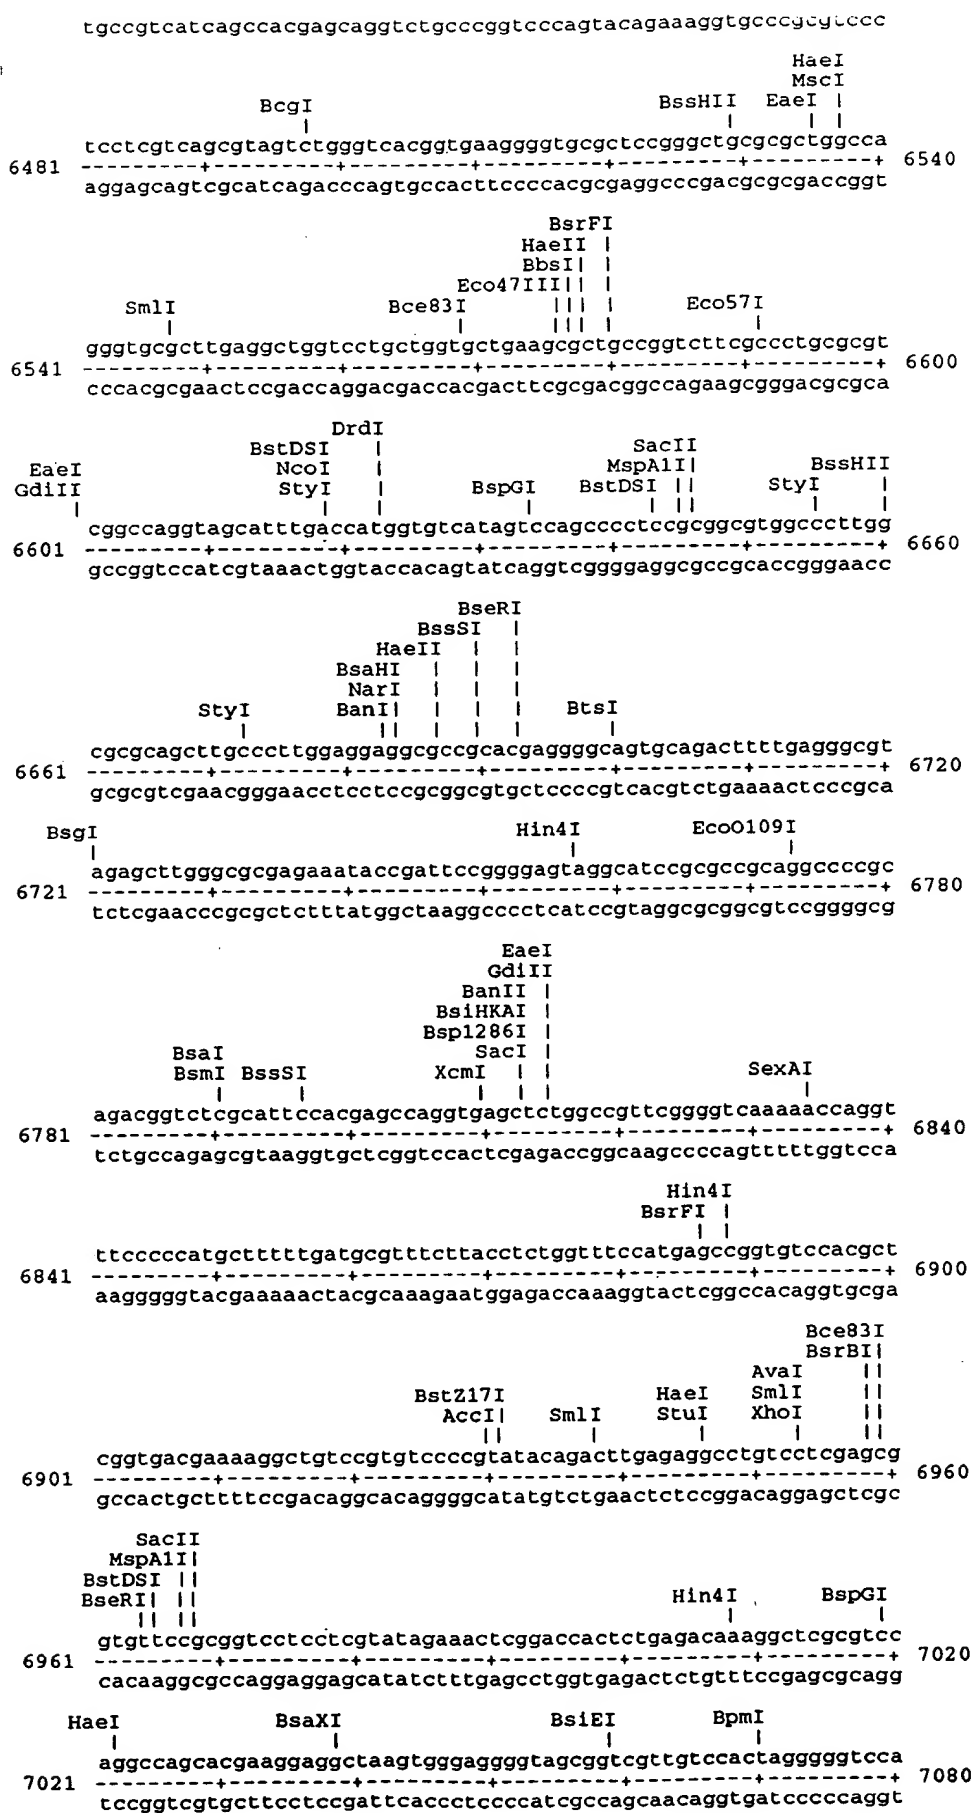 tgccgtcatcagccacgagcaggtctgcccggtcccagtacagaaaggtgcccgcgtccc
HaeI
MscI
BcgI BssHII EaeI |
tcctcgtcagcgtagtctgggtcacggtgaaggggtgcgctccgggctgcgcgctggcca
6481 ---------+---------+---------+---------+---------+---------+ 6540
aggagcagtcgcatcagacccagtgccacttccccacgcgaggcccgacgcgcgaccggt
BsrFI
HaeII |
BbsI| |
Eco47III|| |
SmlI Bce83I ||| | Eco57I
gggtgcgcttgaggctggtcctgctggtgctgaagcgctgccggtcttcgccctgcgcgt
6541 ---------+---------+---------+---------+---------+---------+ 6600
cccacgcgaactccgaccaggacgaccacgacttcgcgacggccagaagcgggacgcgca
DrdI
BstDSI | SacII
EaeI NcoI | MspA1I| BssHII
GdiII StyI | BspGI BstDSI || StyI |
cggccaggtagcatttgaccatggtgtcatagtccagcccctccgcggcgtggcccttgg
6601 ---------+---------+---------+---------+---------+---------+ 6660
gccggtccatcgtaaactggtaccacagtatcaggtcggggaggcgccgcaccgggaacc
BseRI
BssSI |
HaeII | |
BsaHI | | |
NarI | | |
StyI BanI| | | | BtsI
cgcgcagcttgcccttggaggaggcgccgcacgaggggcagtgcagacttttgagggcgt
6661 ---------+---------+---------+---------+---------+---------+ 6720
gcgcgtcgaacgggaacctcctccgcggcgtgctccccgtcacgtctgaaaactcccgca
BsgI Hin4I EcoO109I
agagcttgggcgcgagaaataccgattccggggagtaggcatccgcgccgcaggccccgc
6721 ---------+---------+---------+---------+---------+---------+ 6780
tctcgaacccgcgctctttatggctaaggcccctcatccgtaggcgcggcgtccggggcg
EaeI
GdiII
BanII |
BsiHKAI |
Bsp1286I |
BsaI SacI | |
BsmI BssSI XcmI | | SexAI
agacggtctcgcattccacgagccaggtgagctctggccgttcggggtcaaaaaccaggt
6781 ---------+---------+---------+---------+---------+---------+ 6840
tctgccagagcgtaaggtgctcggtccactcgagaccggcaagccccagtttttggtcca
Hin4I
BsrFI |
ttcccccatgctttttgatgcgtttcttacctctggtttccatgagccggtgtccacgct
6841 ---------+---------+---------+---------+---------+---------+ 6900
aagggggtacgaaaaactacgcaaagaatggagaccaaaggtactcggccacaggtgcga
Bce83I
BsrBI|
AvaI ||
BstZ17I HaeI SmlI ||
AccI| SmlI StuI XhoI ||
cggtgacgaaaaggctgtccgtgtccccgtatacagacttgagaggcctgtcctcgagcg
6901 ---------+---------+---------+---------+---------+---------+ 6960
gccactgcttttccgacaggcacaggggcatatgtctgaactctccggacaggagctcgc
SacII
MspA1I|
BstDSI ||
BseRI| || Hin4I BspGI
gtgttccgcggtcctcctcgtatagaaactcggaccactctgagacaaaggctcgcgtcc
6961 ---------+---------+---------+---------+---------+---------+ 7020
cacaaggcgccaggaggagcatatctttgagcctggtgagactctgtttccgagcgcagg
HaeI BsaXI BsiEI BpmI
aggccagcacgaaggaggctaagtgggaggggtagcggtcgttgtccactagggggtcca
7021 ---------+---------+---------+---------+---------+---------+ 7080
tccggtcgtgcttcctccgattcaccctccccatcgccagcaacaggtgatcccccaggt